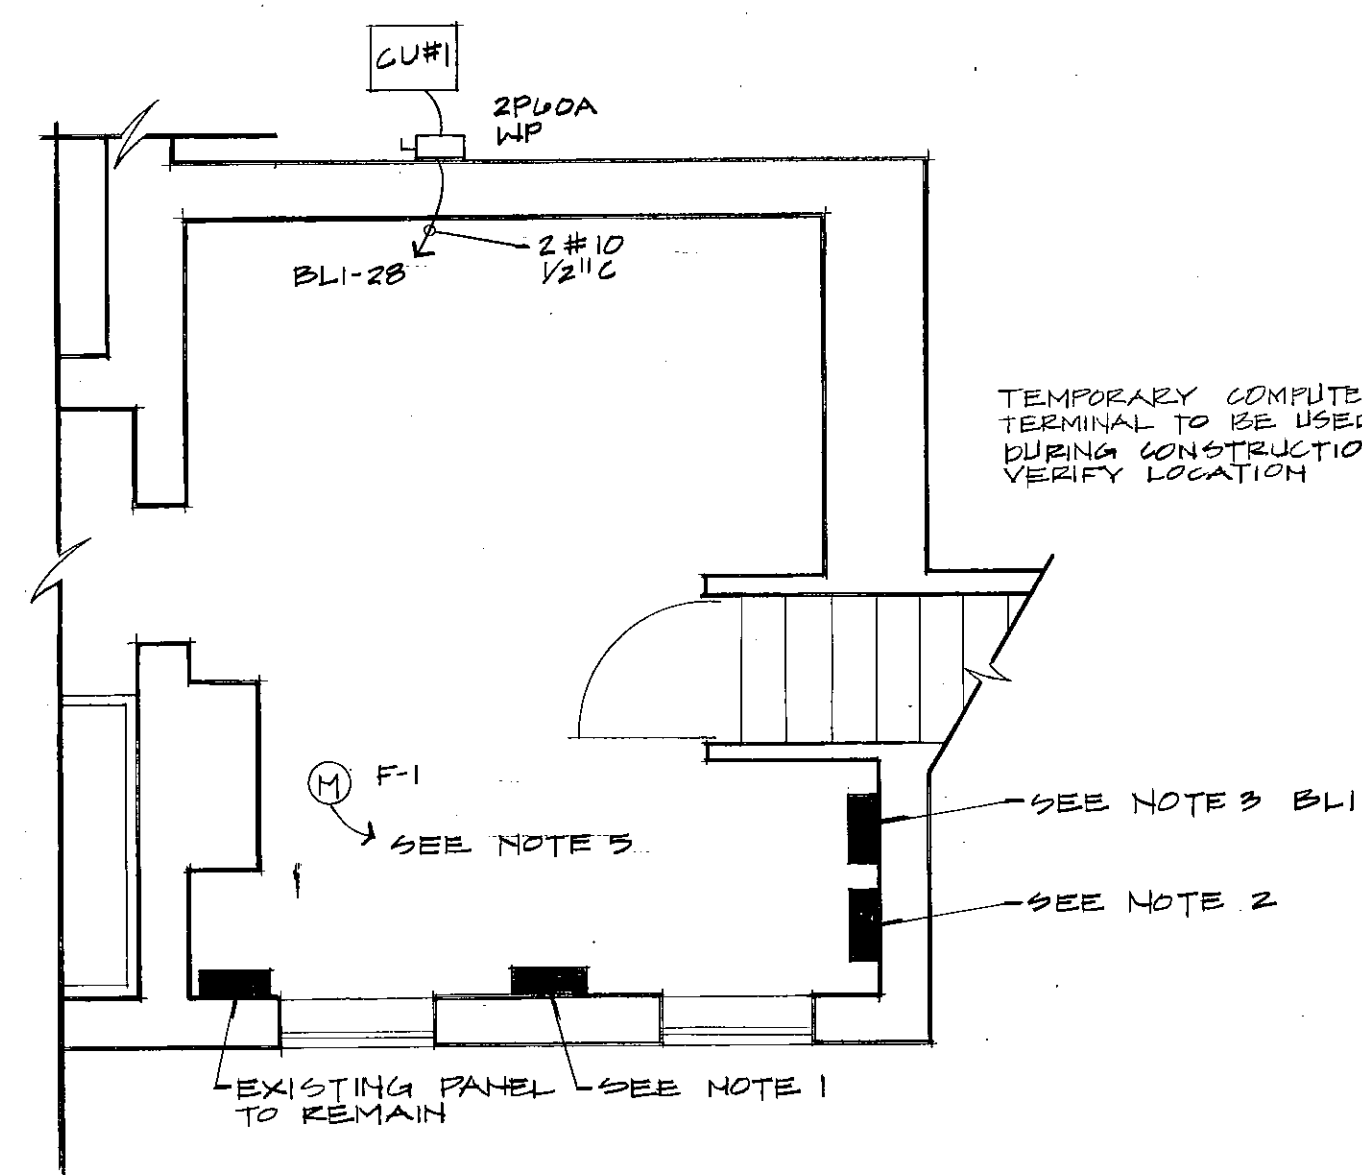 CU#1
2P60A
WP
2 #10
1/2" C
BL1-28
TEMPORARY COMPUTE
TERMINAL TO BE USED
DURING CONSTRUCTIO
VERIFY LOCATION
M F-1
SEE NOTE 5
SEE NOTE 3 BL1
SEE NOTE 2
EXISTING PANEL
TO REMAIN
SEE NOTE 1